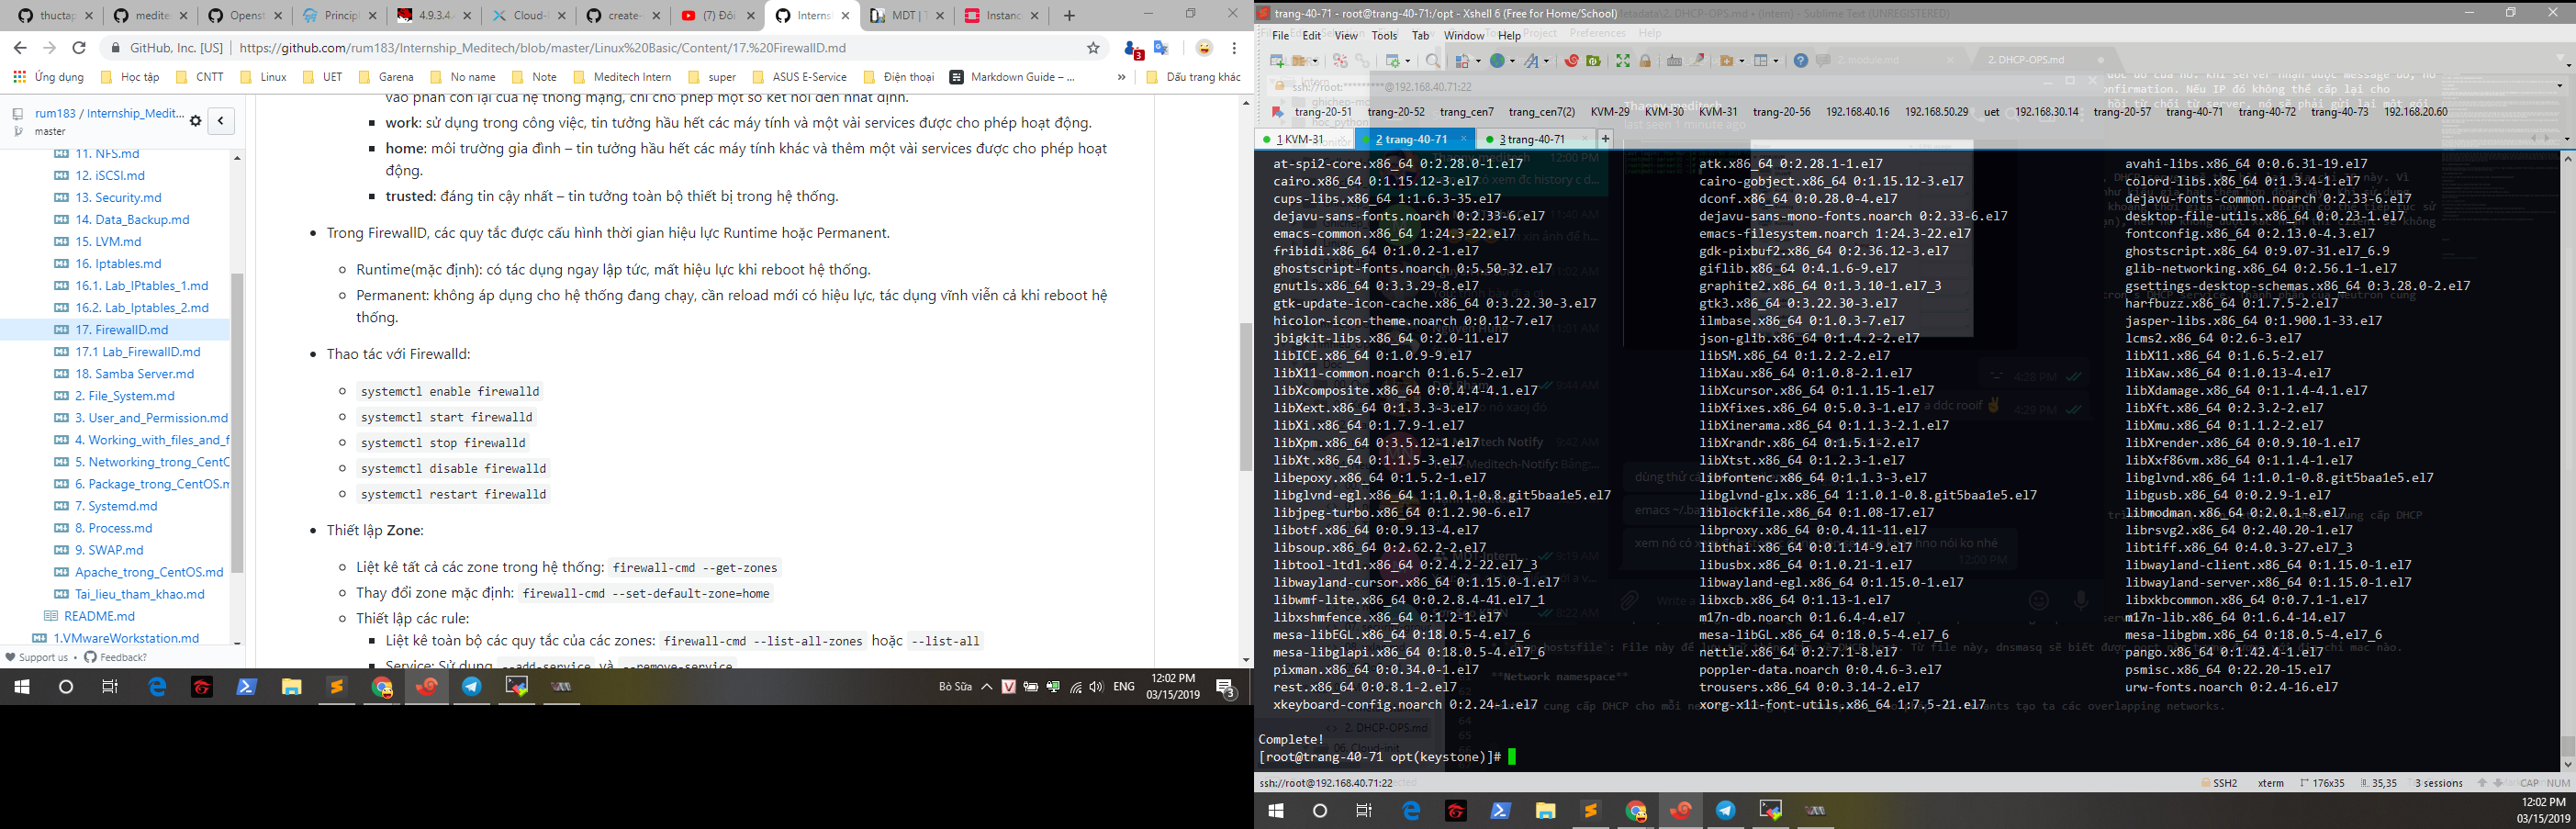 thuctap
medite
Openst
Principl
4.9.3.4.
Cloud-
create-
(7) Đôi
Interns
MDT | T
Instanc
GitHub, Inc. [US] | https://github.com/rum183/Internship_Meditech/blob/master/Linux%20Basic/Content/17.%20FirewallD.md
Ứng dụng Học tập CNTT Linux UET Garena No name Note Meditech Intern super ASUS E-Service Điện thoại Markdown Guide – ... » Dấu trang khác
rum183 / Internship_Medit...
master
11. NFS.md
12. iSCSI.md
13. Security.md
14. Data_Backup.md
15. LVM.md
16. Iptables.md
16.1. Lab_IPtables_1.md
16.2. Lab_Iptables_2.md
17. FirewallD.md
17.1 Lab_FirewallD.md
18. Samba Server.md
2. File_System.md
3. User_and_Permission.md
4. Working_with_files_and_f
5. Networking_trong_CentC
6. Package_trong_CentOS.m
7. Systemd.md
8. Process.md
9. SWAP.md
Apache_trong_CentOS.md
Tai_lieu_tham_khao.md
README.md
1.VMwareWorkstation.md
Support us • Feedback?
vào phần còn lại của hệ thống mạng, chỉ cho phép một số kết nối đến nhất định.
work: sử dụng trong công việc, tin tưởng hầu hết các máy tính và một vài services được cho phép hoạt động.
home: môi trường gia đình – tin tưởng hầu hết các máy tính khác và thêm một vài services được cho phép hoạt
động.
trusted: đáng tin cậy nhất – tin tưởng toàn bộ thiết bị trong hệ thống.
Trong FirewallD, các quy tắc được cấu hình thời gian hiệu lực Runtime hoặc Permanent.
Runtime(mặc định): có tác dụng ngay lập tức, mất hiệu lực khi reboot hệ thống.
Permanent: không áp dụng cho hệ thống đang chạy, cần reload mới có hiệu lực, tác dụng vĩnh viễn cả khi reboot hệ
thống.
Thao tác với Firewalld:
systemctl enable firewalld
systemctl start firewalld
systemctl stop firewalld
systemctl disable firewalld
systemctl restart firewalld
Thiết lập Zone:
Liệt kê tất cả các zone trong hệ thống: firewall-cmd --get-zones
Thay đổi zone mặc định: firewall-cmd --set-default-zone=home
Thiết lập các rule:
Liệt kê toàn bộ các quy tắc của các zones: firewall-cmd --list-all-zones hoặc --list-all
Service: Sử dụng --add-service và --remove-service
Bò Sữa ENG 12:02 PM
03/15/2019
3
trang-40-71 - root@trang-40-71:/opt - Xshell 6 (Free for Home/School)
File Edit View Tools Tab Window Help
ssh://root:*********@192.168.40.71:22
trang-20-51 trang-20-52 trang_cen7 trang_cen7(2) KVM-29 KVM-30 KVM-31 trang-20-56 192.168.40.16 192.168.50.29 uet 192.168.30.14 trang-20-57 trang-40-71 trang-40-72 trang-40-73 192.168.20.60
1 KVM-31 2 trang-40-71 3 trang-40-71
at-spi2-core.x86_64 0:2.28.0-1.el7 atk.x86_64 0:2.28.1-1.el7 avahi-libs.x86_64 0:0.6.31-19.el7
cairo.x86_64 0:1.15.12-3.el7 cairo-gobject.x86_64 0:1.15.12-3.el7 colord-libs.x86_64 0:1.3.4-1.el7
cups-libs.x86_64 1:1.6.3-35.el7 dconf.x86_64 0:0.28.0-4.el7 dejavu-fonts-common.noarch 0:2.33-6.el7
dejavu-sans-fonts.noarch 0:2.33-6.el7 dejavu-sans-mono-fonts.noarch 0:2.33-6.el7 desktop-file-utils.x86_64 0:0.23-1.el7
emacs-common.x86_64 1:24.3-22.el7 emacs-filesystem.noarch 1:24.3-22.el7 fontconfig.x86_64 0:2.13.0-4.3.el7
fribidi.x86_64 0:1.0.2-1.el7 gdk-pixbuf2.x86_64 0:2.36.12-3.el7 ghostscript.x86_64 0:9.07-31.el7_6.9
ghostscript-fonts.noarch 0:5.50-32.el7 giflib.x86_64 0:4.1.6-9.el7 glib-networking.x86_64 0:2.56.1-1.el7
gnutls.x86_64 0:3.3.29-8.el7 graphite2.x86_64 0:1.3.10-1.el7_3 gsettings-desktop-schemas.x86_64 0:3.28.0-2.el7
gtk-update-icon-cache.x86_64 0:3.22.30-3.el7 gtk3.x86_64 0:3.22.30-3.el7 harfbuzz.x86_64 0:1.7.5-2.el7
hicolor-icon-theme.noarch 0:0.12-7.el7 ilmbase.x86_64 0:1.0.3-7.el7 jasper-libs.x86_64 0:1.900.1-33.el7
jbigkit-libs.x86_64 0:2.0-11.el7 json-glib.x86_64 0:1.4.2-2.el7 lcms2.x86_64 0:2.6-3.el7
libICE.x86_64 0:1.0.9-9.el7 libSM.x86_64 0:1.2.2-2.el7 libX11.x86_64 0:1.6.5-2.el7
libX11-common.noarch 0:1.6.5-2.el7 libXau.x86_64 0:1.0.8-2.1.el7 libXaw.x86_64 0:1.0.13-4.el7
libXcomposite.x86_64 0:0.4.4-4.1.el7 libXcursor.x86_64 0:1.1.15-1.el7 libXdamage.x86_64 0:1.1.4-4.1.el7
libXext.x86_64 0:1.3.3-3.el7 libXfixes.x86_64 0:5.0.3-1.el7 libXft.x86_64 0:2.3.2-2.el7
libXi.x86_64 0:1.7.9-1.el7 libXinerama.x86_64 0:1.1.3-2.1.el7 libXmu.x86_64 0:1.1.2-2.el7
libXpm.x86_64 0:3.5.12-1.el7 libXrandr.x86_64 0:1.5.1-2.el7 libXrender.x86_64 0:0.9.10-1.el7
libXt.x86_64 0:1.1.5-3.el7 libXtst.x86_64 0:1.2.3-1.el7 libXxf86vm.x86_64 0:1.1.4-1.el7
libepoxy.x86_64 0:1.5.2-1.el7 libfontenc.x86_64 0:1.1.3-3.el7 libglvnd.x86_64 1:1.0.1-0.8.git5baa1e5.el7
libglvnd-egl.x86_64 1:1.0.1-0.8.git5baa1e5.el7 libglvnd-glx.x86_64 1:1.0.1-0.8.git5baa1e5.el7 libgusb.x86_64 0:0.2.9-1.el7
libjpeg-turbo.x86_64 0:1.2.90-6.el7 liblockfile.x86_64 0:1.08-17.el7 libmodman.x86_64 0:2.0.1-8.el7
libotf.x86_64 0:0.9.13-4.el7 libproxy.x86_64 0:0.4.11-11.el7 librsvg2.x86_64 0:2.40.20-1.el7
libsoup.x86_64 0:2.62.2-2.el7 libthai.x86_64 0:0.1.14-9.el7 libtiff.x86_64 0:4.0.3-27.el7_3
libtool-ltdl.x86_64 0:2.4.2-22.el7_3 libusbx.x86_64 0:1.0.21-1.el7 libwayland-client.x86_64 0:1.15.0-1.el7
libwayland-cursor.x86_64 0:1.15.0-1.el7 libwayland-egl.x86_64 0:1.15.0-1.el7 libwayland-server.x86_64 0:1.15.0-1.el7
libwmf-lite.x86_64 0:0.2.8.4-41.el7_1 libxcb.x86_64 0:1.13-1.el7 libxkbcommon.x86_64 0:0.7.1-1.el7
libxshmfence.x86_64 0:1.2-1.el7 m17n-db.noarch 0:1.6.4-4.el7 m17n-lib.x86_64 0:1.6.4-14.el7
mesa-libEGL.x86_64 0:18.0.5-4.el7_6 mesa-libGL.x86_64 0:18.0.5-4.el7_6 mesa-libgbm.x86_64 0:18.0.5-4.el7_6
mesa-libglapi.x86_64 0:18.0.5-4.el7_6 nettle.x86_64 0:2.7.1-8.el7 pango.x86_64 0:1.42.4-1.el7
pixman.x86_64 0:0.34.0-1.el7 poppler-data.noarch 0:0.4.6-3.el7 psmisc.x86_64 0:22.20-15.el7
rest.x86_64 0:0.8.1-2.el7 trousers.x86_64 0:0.3.14-2.el7 urw-fonts.noarch 0:2.4-16.el7
xkeyboard-config.noarch 0:2.24-1.el7 xorg-x11-font-utils.x86_64 1:7.5-21.el7
Complete!
[root@trang-40-71 opt(keystone)]#
ssh://root@192.168.40.71:22 SSH2 xterm 176x35 35,35 3 sessions CAP NUM
12:02 PM
03/15/2019